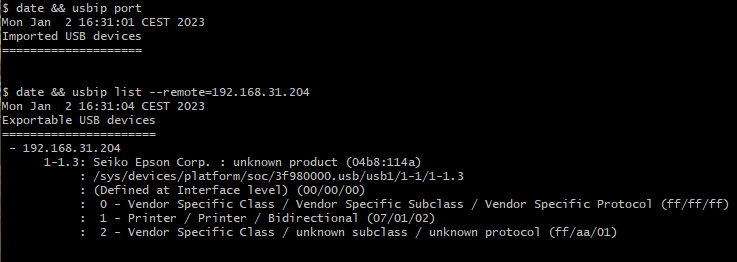 $ date && usbip port
Mon Jan  2 16:31:01 CEST 2023
Imported USB devices
====================
$ date && usbip list --remote=192.168.31.204
Mon Jan  2 16:31:04 CEST 2023
Exportable USB devices
======================
 - 192.168.31.204
      1-1.3: Seiko Epson Corp. : unknown product (04b8:114a)
           : /sys/devices/platform/soc/3f980000.usb/usb1/1-1/1-1.3
           : (Defined at Interface level) (00/00/00)
           :  0 - Vendor Specific Class / Vendor Specific Subclass / Vendor Specific Protocol (ff/ff/ff)
           :  1 - Printer / Printer / Bidirectional (07/01/02)
           :  2 - Vendor Specific Class / unknown subclass / unknown protocol (ff/aa/01)